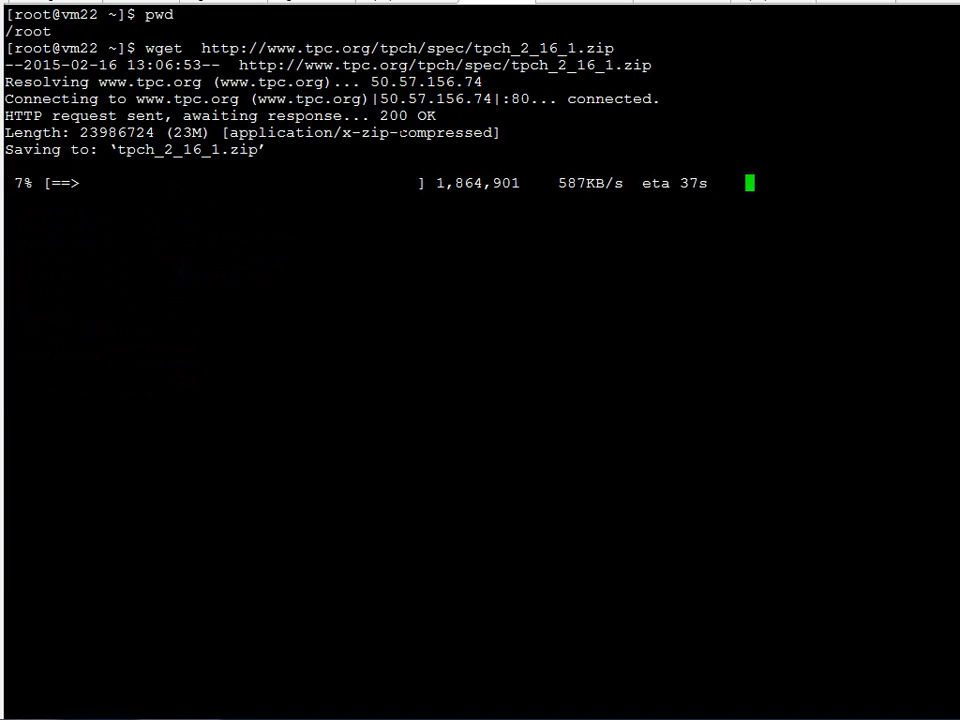 [root@vm22 ~]$ pwd
/root
[root@vm22 ~]$ wget  http://www.tpc.org/tpch/spec/tpch_2_16_1.zip
--2015-02-16 13:06:53--  http://www.tpc.org/tpch/spec/tpch_2_16_1.zip
Resolving www.tpc.org (www.tpc.org)... 50.57.156.74
Connecting to www.tpc.org (www.tpc.org)|50.57.156.74|:80... connected.
HTTP request sent, awaiting response... 200 OK
Length: 23986724 (23M) [application/x-zip-compressed]
Saving to: ‘tpch_2_16_1.zip’
7% [==>                                    ] 1,864,901    587KB/s  eta 37s